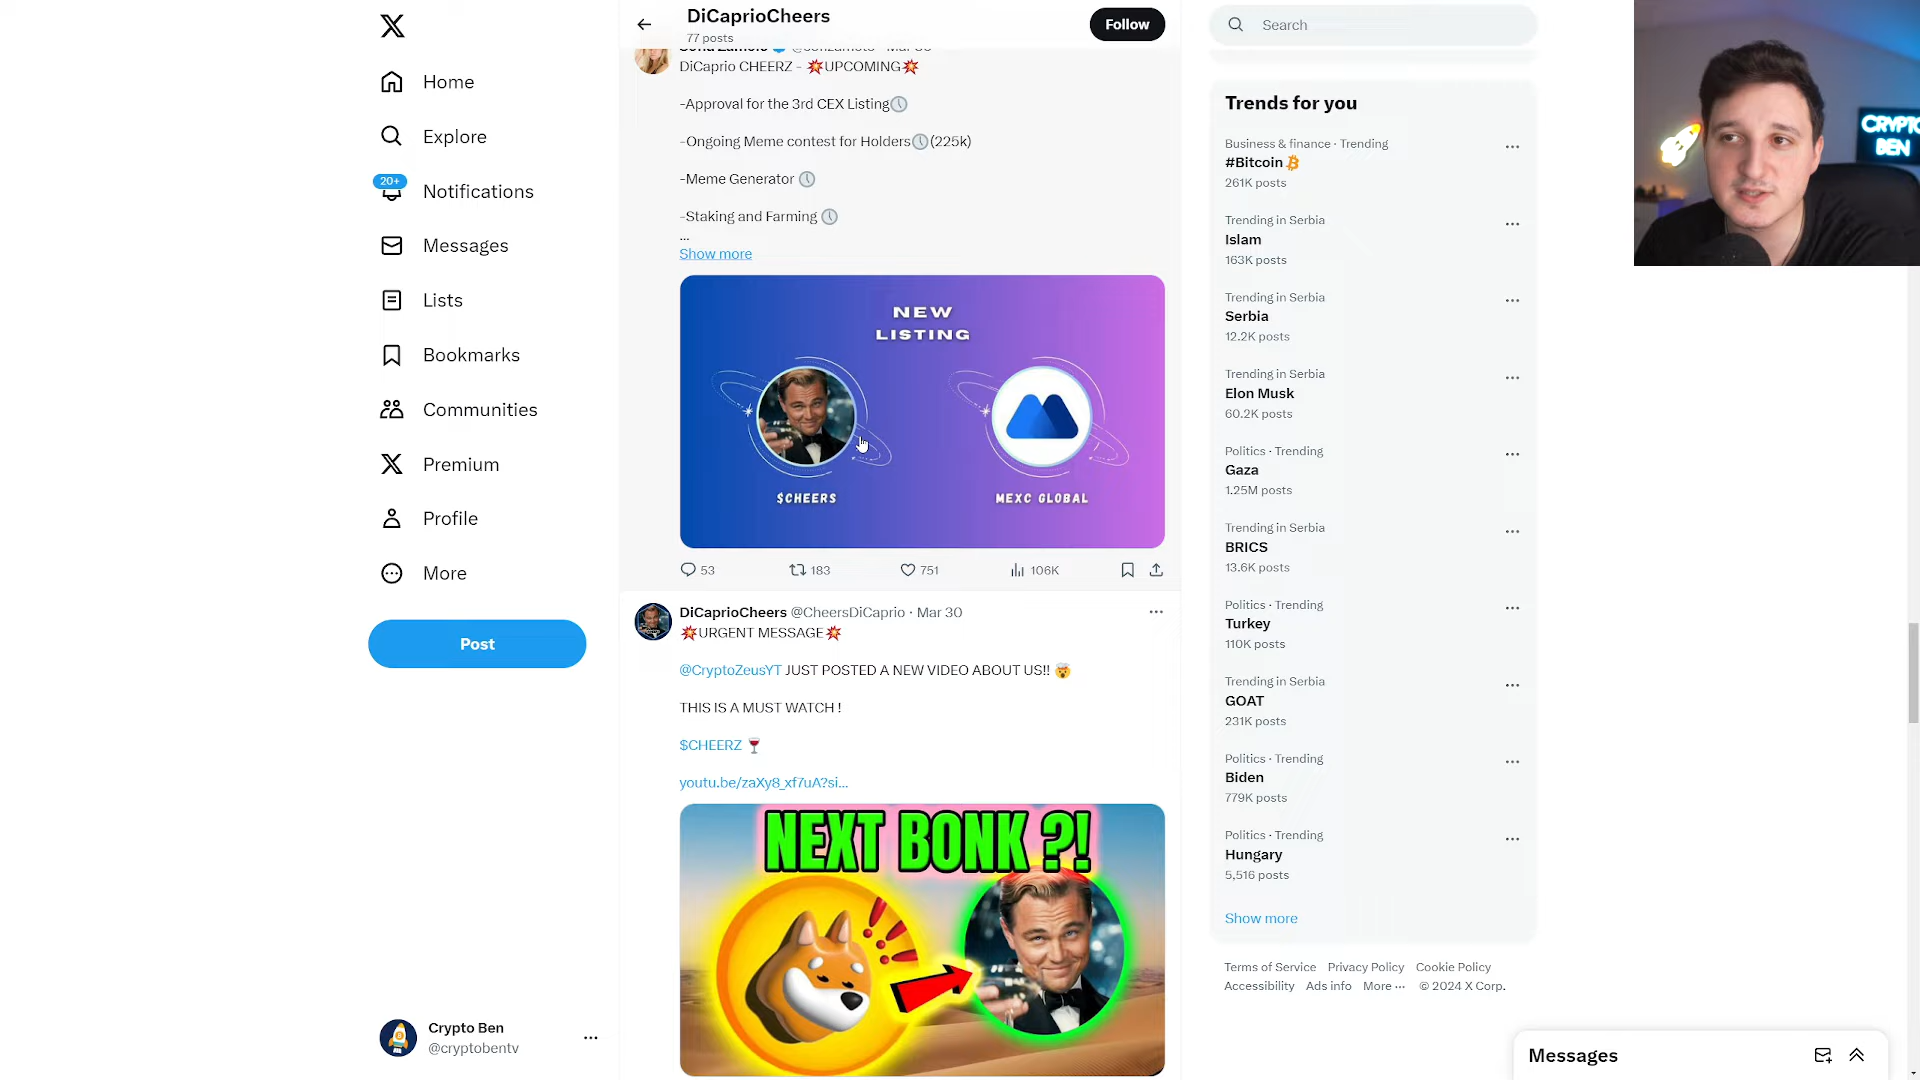 Home
Explore
20+
Notifications
Messages
Lists
Bookmarks
Communities
Premium
Profile
More
Post
Crypto Ben
@cryptobentv
DiCaprioCheers
77 posts
Follow
DiCaprio CHEERZ - 💥UPCOMING💥
-Approval for the 3rd CEX Listing🕔
-Ongoing Meme contest for Holders🕔(225k)
-Meme Generator 🕔
-Staking and Farming 🕔
...
Show more
NEW
LISTING
$CHEERS
MEXC GLOBAL
53
183
751
106K
DiCaprioCheers @CheersDiCaprio · Mar 30
💥URGENT MESSAGE💥
@CryptoZeusYT JUST POSTED A NEW VIDEO ABOUT US!! 🤯
THIS IS A MUST WATCH !
$CHEERZ 🍷
youtu.be/zaXy8_xf7uA?si...
NEXT BONK ?!
Search
Trends for you
Business & finance · Trending
#Bitcoin
261K posts
Trending in Serbia
Islam
163K posts
Trending in Serbia
Serbia
12.2K posts
Trending in Serbia
Elon Musk
60.2K posts
Politics · Trending
Gaza
1.25M posts
Trending in Serbia
BRICS
13.6K posts
Politics · Trending
Turkey
110K posts
Trending in Serbia
GOAT
231K posts
Politics · Trending
Biden
779K posts
Politics · Trending
Hungary
5,516 posts
Show more
Terms of Service Privacy Policy Cookie Policy
Accessibility Ads info More ··· © 2024 X Corp.
Messages
CRYPTO
BEN